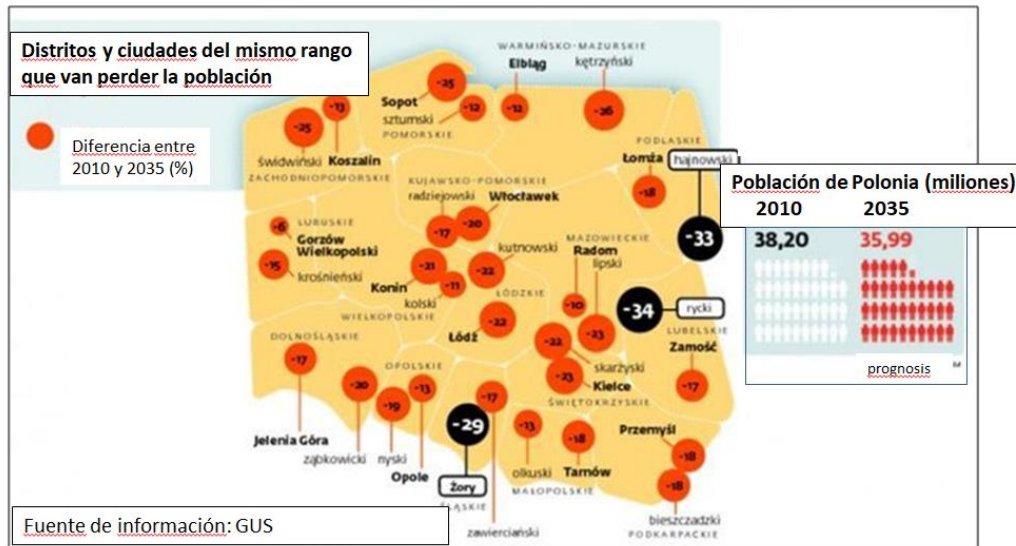 Distritos y ciudades del mismo rango
que van perder la población
Diferencia entre
2010 y 2035 (%)
WARMIŃSKO-MAZURSKIE
Elbląg
kętrzyński
-25
-13
Sopot
sztumski
POMORSKIE
-25
-12
-12
-26
świdwiński
Koszalin
ZACHODNIOPOMORSKIE
PODLASKIE
Łomża
hajnowski
-18
-33
Población de Polonia (miliones)
2010
2035
38,20
35,99
prognosis
KUJAWSKO-POMORSKIE
radziejowski
Włocławek
-17
-20
LUBUSKIE
-6
Gorzów
Wielkopolski
-15
krośnieński
kutnowski
-22
MAZOWIECKIE
Radom
lipski
-10
-23
Konin
-21
kolski
-11
WIELKOPOLSKIE
ŁÓDZKIE
-22
Łódź
-34
rycki
LUBELSKIE
Zamość
-17
-22
skarżyski
-23
Kielce
ŚWIĘTOKRZYSKIE
DOLNOŚLĄSKIE
-17
Jelenia Góra
-20
ząbkowicki
OPOLSKIE
-19
nyski
-13
Opole
-29
Żory
ŚLĄSKIE
-17
zawierciański
-13
olkuski
MAŁOPOLSKIE
-18
Tarnów
Przemyśl
-18
-18
bieszczadzki
PODKARPACKIE
Fuente de información: GUS